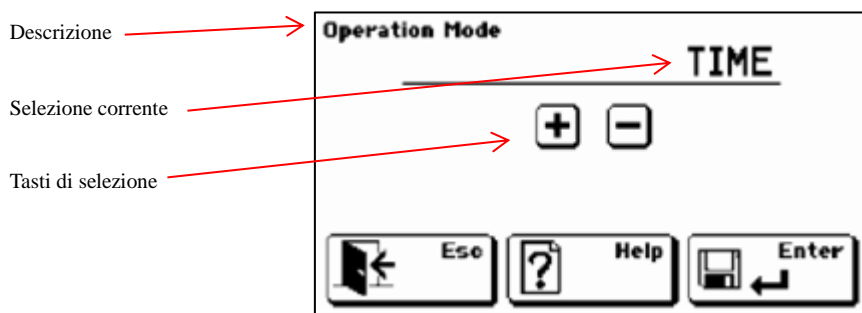 Descrizione
Operation Mode
TIME
Selezione corrente
+ -
Tasti di selezione
Esc
?
Help
Enter